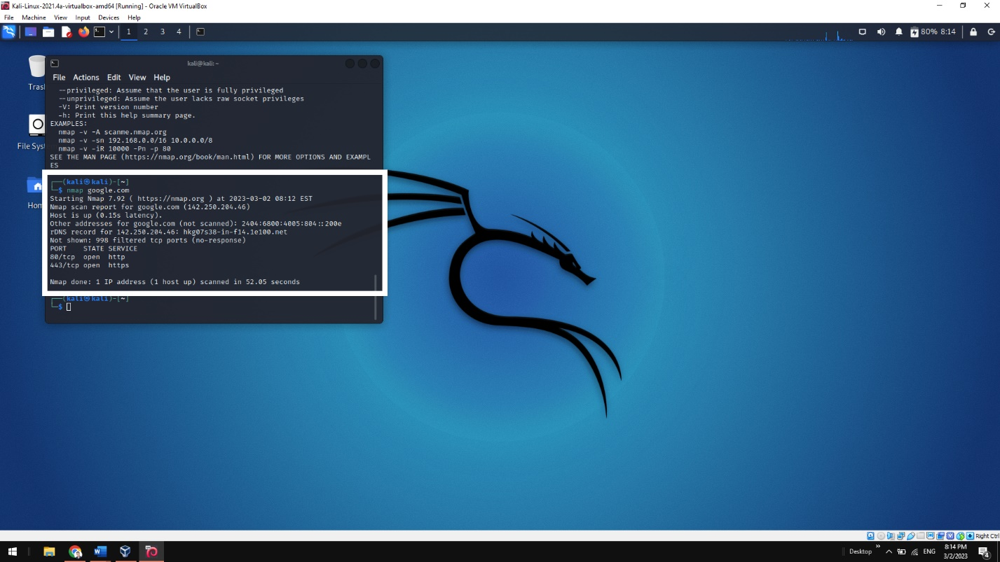 Kali-Linux-2021.4a-virtualbox-amd64 [Running] - Oracle VM VirtualBox
File Machine View Input Devices Help
1 2 3 4
80% 8:14
Trash
File Sys
Hom
kali@kali: ~
File Actions Edit View Help
--privileged: Assume that the user is fully privileged
--unprivileged: Assume the user lacks raw socket privileges
-V: Print version number
-h: Print this help summary page.
EXAMPLES:
nmap -v -A scanme.nmap.org
nmap -v -sn 192.168.0.0/16 10.0.0.0/8
nmap -v -iR 10000 -Pn -p 80
SEE THE MAN PAGE (https://nmap.org/book/man.html) FOR MORE OPTIONS AND EXAMPL
ES
┌──(kali㉿kali)-[~]
└─$ nmap google.com
Starting Nmap 7.92 ( https://nmap.org ) at 2023-03-02 08:12 EST
Nmap scan report for google.com (142.250.204.46)
Host is up (0.15s latency).
Other addresses for google.com (not scanned): 2404:6800:4005:804::200e
rDNS record for 142.250.204.46: hkg07s38-in-f14.1e100.net
Not shown: 998 filtered tcp ports (no-response)
PORT STATE SERVICE
80/tcp open http
443/tcp open https
Nmap done: 1 IP address (1 host up) scanned in 52.05 seconds
┌──(kali㉿kali)-[~]
└─$
Right Ctrl
Desktop
ENG
8:14 PM
3/2/2023
4